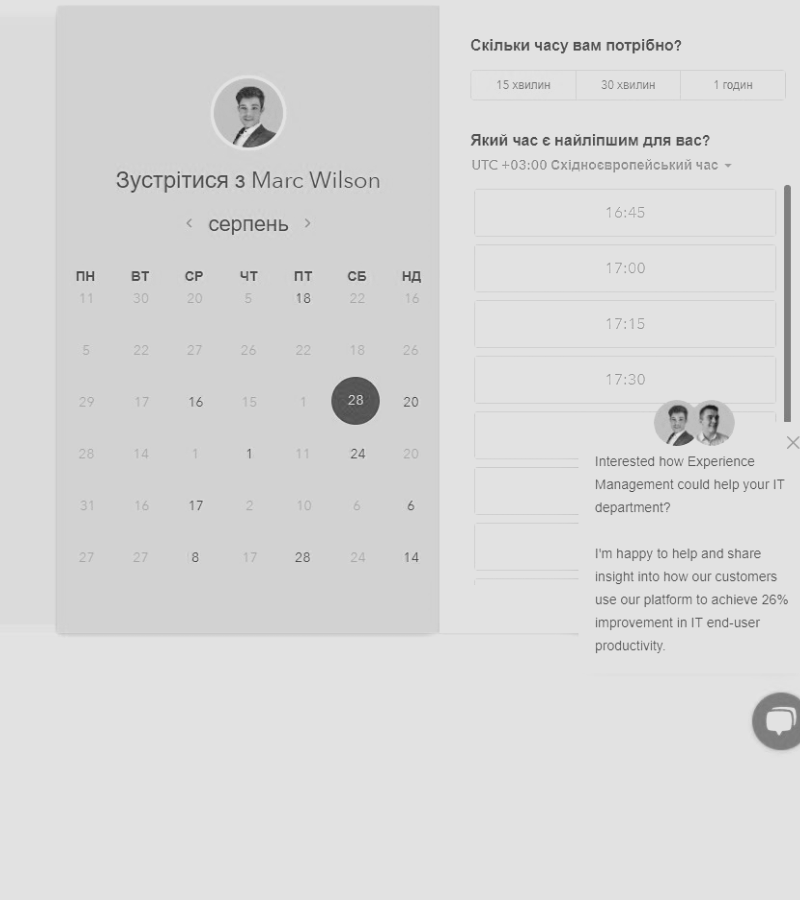 Зустрітися з Marc Wilson
серпень
ПН ВТ СР ЧТ ПТ СБ НД
11 30 20 5 18 22 16
5 22 27 26 22 18 26
29 17 16 15 1 28 20
28 14 1 1 11 24 20
31 16 17 2 10 6 6
27 27 8 17 28 24 14
Скільки часу вам потрібно?
15 хвилин 30 хвилин 1 годин
Який час є найліпшим для вас?
UTC +03:00 Східноєвропейський час
16:45
17:00
17:15
17:30
Interested how Experience
Management could help your IT
department?
I'm happy to help and share
insight into how our customers
use our platform to achieve 26%
improvement in IT end-user
productivity.